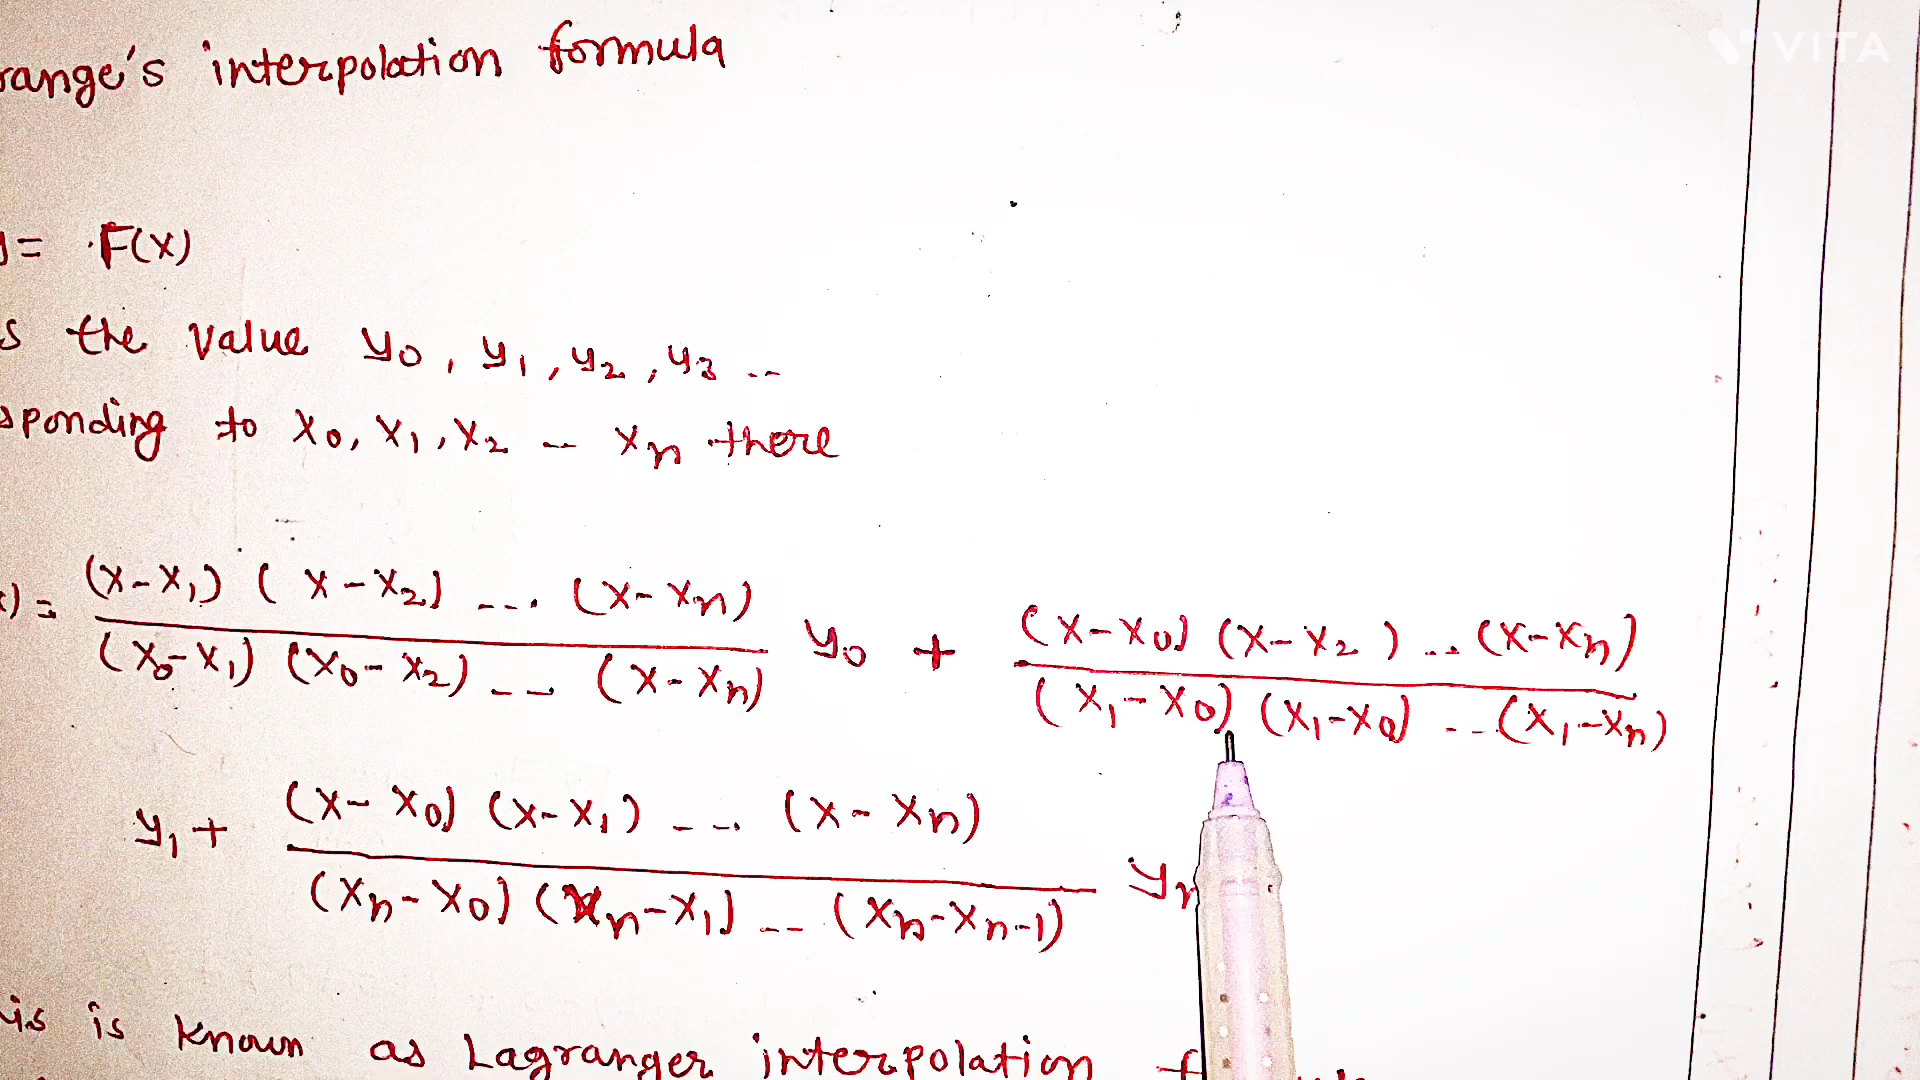 VITA
range's interpolation formula
y = F(x)
s the value y₀, y₁, y₂, y₃ --
sponding to x₀, x₁, x₂ -- xₙ there
x) = (x-x₁) (x-x₂) ---. (x-xₙ) / (x₀-x₁) (x₀-x₂) -- (x-xₙ) y₀ + (x-x₀) (x-x₂) .-- (x-xₙ) / (x₁-x₀) (x₁-x₀) --- (x₁-xₙ)
y₁ + (x-x₀) (x-x₁) --. (x-xₙ) / (xₙ-x₀) (xₙ-x₁) -- (xₙ-xₙ₋₁) yₙ
is is known as Lagranger interpolation f